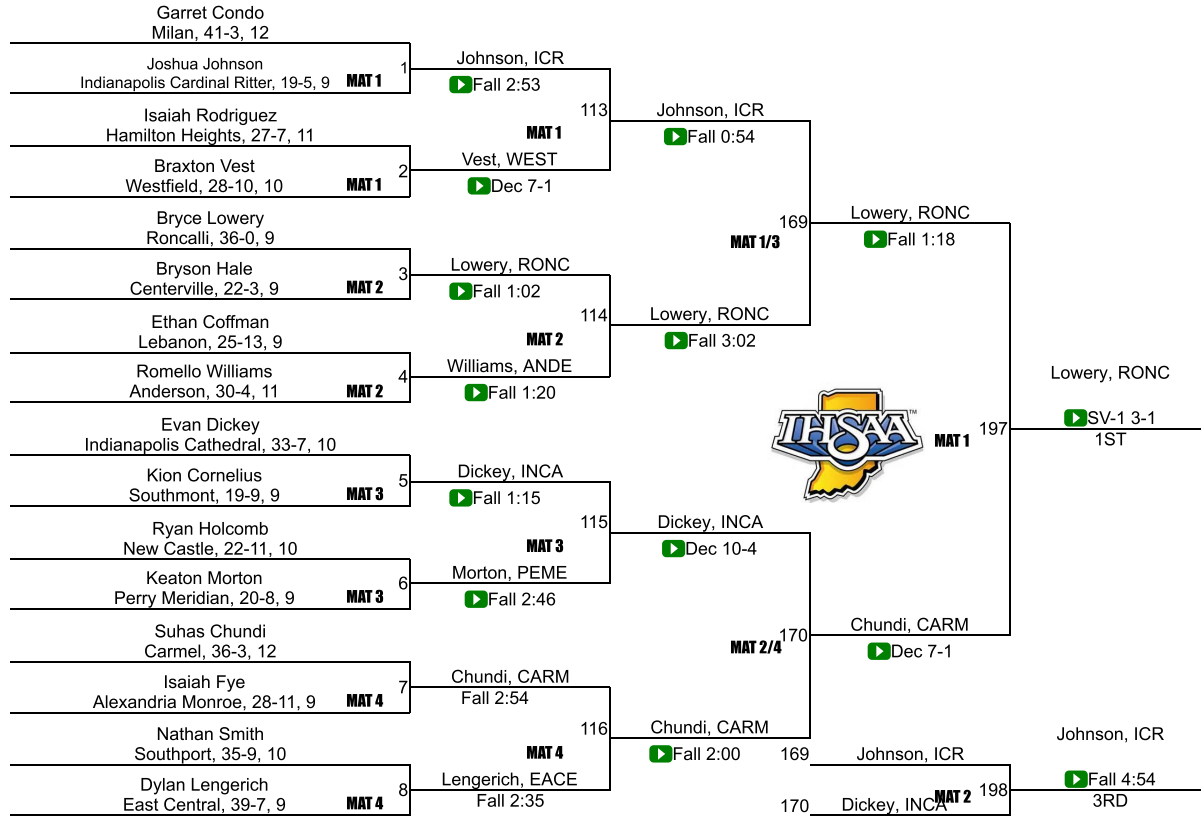 Garret Condo
Milan, 41-3, 12
Joshua Johnson
Indianapolis Cardinal Ritter, 19-5, 9
MAT 1
1
Isaiah Rodriguez
Hamilton Heights, 27-7, 11
Braxton Vest
Westfield, 28-10, 10
MAT 1
2
Bryce Lowery
Roncalli, 36-0, 9
Bryson Hale
Centerville, 22-3, 9
MAT 2
3
Ethan Coffman
Lebanon, 25-13, 9
Romello Williams
Anderson, 30-4, 11
MAT 2
4
Evan Dickey
Indianapolis Cathedral, 33-7, 10
Kion Cornelius
Southmont, 19-9, 9
MAT 3
5
Ryan Holcomb
New Castle, 22-11, 10
Keaton Morton
Perry Meridian, 20-8, 9
MAT 3
6
Suhas Chundi
Carmel, 36-3, 12
Isaiah Fye
Alexandria Monroe, 28-11, 9
MAT 4
7
Nathan Smith
Southport, 35-9, 10
Dylan Lengerich
East Central, 39-7, 9
MAT 4
8
Johnson, ICR
Fall 2:53
113
MAT 1
Vest, WEST
Dec 7-1
Lowery, RONC
Fall 1:02
114
MAT 2
Williams, ANDE
Fall 1:20
Dickey, INCA
Fall 1:15
115
MAT 3
Morton, PEME
Fall 2:46
Chundi, CARM
Fall 2:54
116
MAT 4
Lengerich, EACE
Fall 2:35
Johnson, ICR
Fall 0:54
169
MAT 1/3
Lowery, RONC
Fall 3:02
Dickey, INCA
Dec 10-4
170
MAT 2/4
Chundi, CARM
Fall 2:00
Lowery, RONC
Fall 1:18
IHSAA™
MAT 1
197
Chundi, CARM
Dec 7-1
Lowery, RONC
SV-1 3-1
1ST
169
Johnson, ICR
170
Dickey, INCA
MAT 2
198
Johnson, ICR
Fall 4:54
3RD